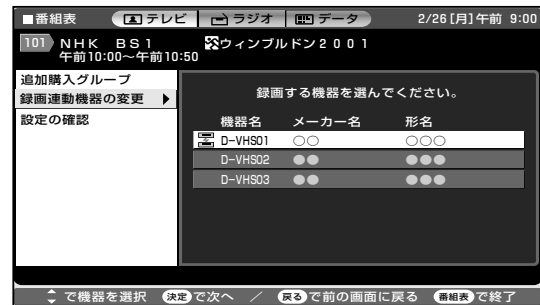 ■番組表 テレビ ラジオ データ 2/26[月]午前 9:00
101 NHK BS1 ウィンブルドン2001
午前10:00〜午前10:50
追加購入グループ
録画連動機器の変更 ▶
設定の確認
録画する機器を選んでください。
機器名 メーカー名 形名
D-VHS01 ○○ ○○○
D-VHS02 ●● ●●●
D-VHS03 ●● ●●●
で機器を選択 決定で次へ / 戻るで前の画面に戻る 番組表で終了